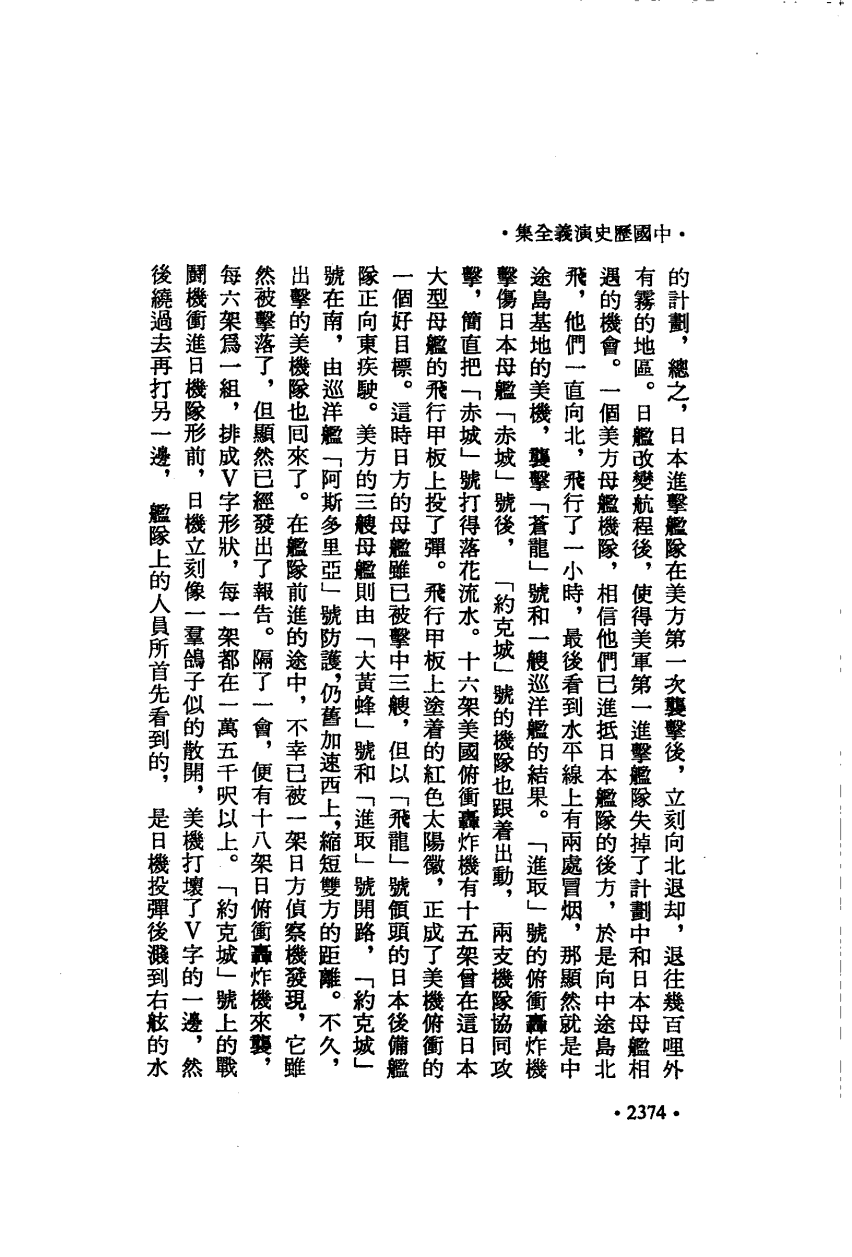 •中國歷史演義全集•
的計劃，總之，日本進擊艦隊在美方第一次襲擊後，立刻向北退却，退往幾百哩外
有霧的地區。日艦改變航程後，使得美軍第一進擊艦隊失掉了計劃中和日本母艦相
遇的機會。一個美方母艦機隊，相信他們已進抵日本艦隊的後方，於是向中途島北
飛，他們一直向北，飛行了一小時，最後看到水平線上有兩處冒烟，那顯然就是中
途島基地的美機，襲擊「蒼龍」號和一艘巡洋艦的結果。「進取」號的俯衝轟炸機
擊傷日本母艦「赤城」號後，「約克城」號的機隊也跟着出動，兩支機隊協同攻
擊，簡直把「赤城」號打得落花流水。十六架美國俯衝轟炸機有十五架曾在這日本
大型母艦的飛行甲板上投了彈。飛行甲板上塗着的紅色太陽徽，正成了美機俯衝的
一個好目標。這時日方的母艦雖已被擊中三艘，但以「飛龍」號領頭的日本後備艦
隊正向東疾駛。美方的三艘母艦則由「大黃蜂」號和「進取」號開路，「約克城」
號在南，由巡洋艦「阿斯多里亞」號防護，仍舊加速西上，縮短雙方的距離。不久，
出擊的美機隊也回來了。在艦隊前進的途中，不幸已被一架日方偵察機發現，它雖
然被擊落了，但顯然已經發出了報告。隔了一會，便有十八架日俯衝轟炸機來襲，
每六架爲一組，排成V字形狀，每一架都在一萬五千呎以上。「約克城」號上的戰
鬭機衝進日機隊形前，日機立刻像一羣鴿子似的散開，美機打壞了V字的一邊，然
後繞過去再打另一邊，艦隊上的人員所首先看到的，是日機投彈後濺到右舷的水
•2374•